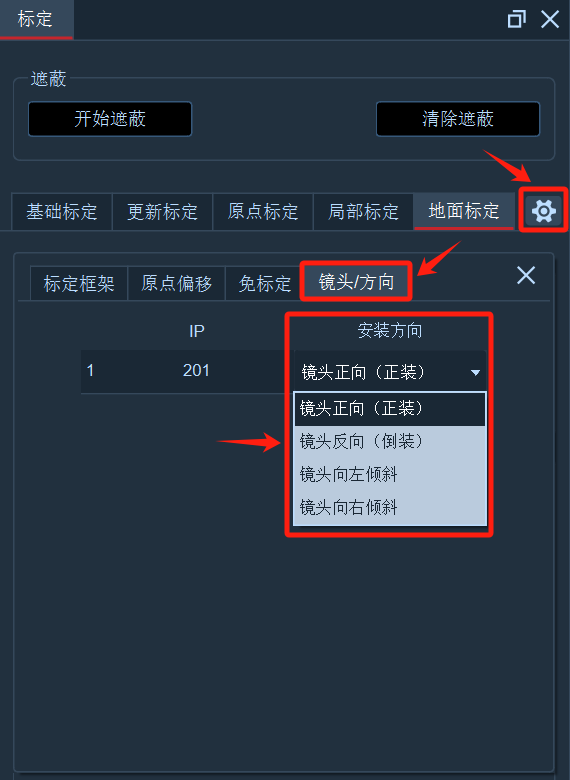 标定
遮蔽
开始遮蔽 清除遮蔽
基础标定 更新标定 原点标定 局部标定 地面标定
标定框架 原点偏移 免标定 镜头/方向
IP 安装方向
1 201 镜头正向（正装）
镜头正向（正装）
镜头反向（倒装）
镜头向左倾斜
镜头向右倾斜